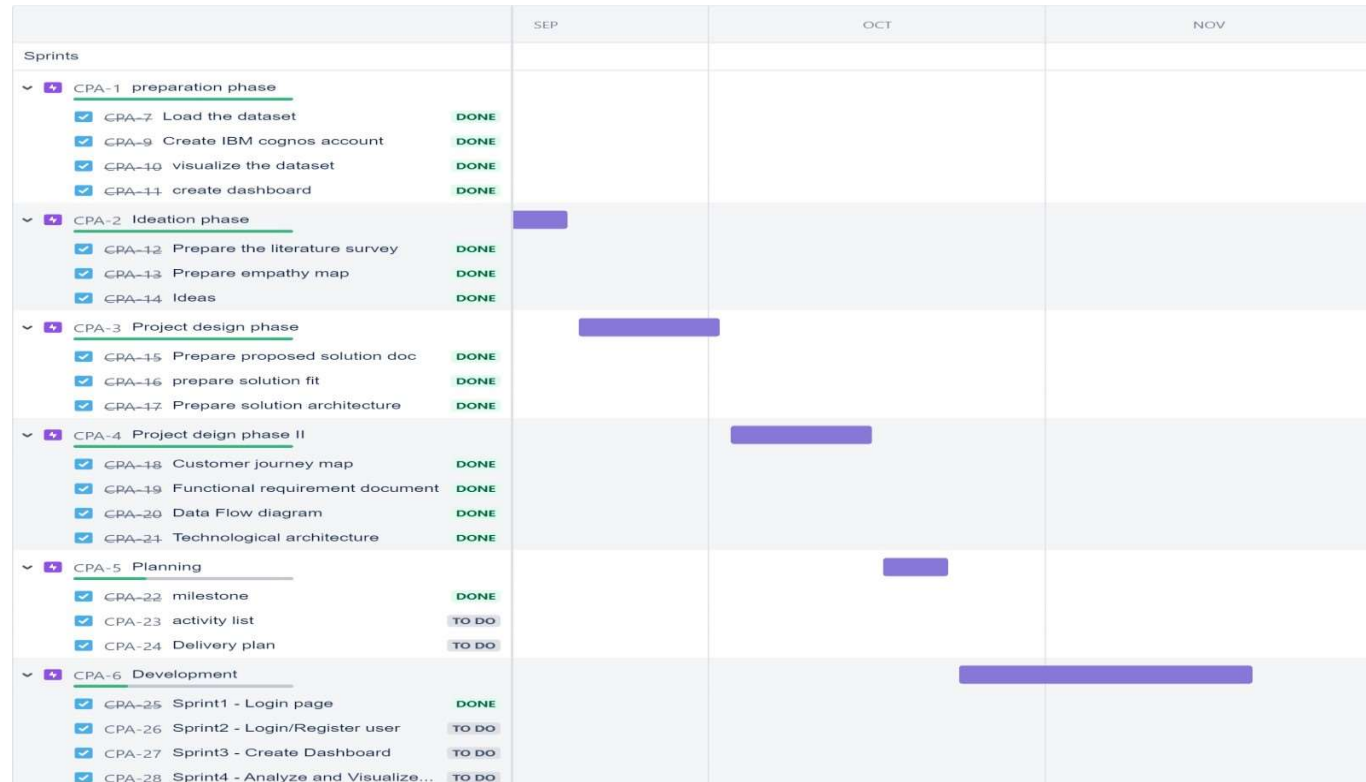 SEP OCT NOV
Sprints
CPA-1 preparation phase
CPA-7 Load the dataset DONE
CPA-9 Create IBM cognos account DONE
CPA-10 visualize the dataset DONE
CPA-11 create dashboard DONE
CPA-2 Ideation phase
CPA-12 Prepare the literature survey DONE
CPA-13 Prepare empathy map DONE
CPA-14 Ideas DONE
CPA-3 Project design phase
CPA-15 Prepare proposed solution doc DONE
CPA-16 prepare solution fit DONE
CPA-17 Prepare solution architecture DONE
CPA-4 Project deign phase II
CPA-18 Customer journey map DONE
CPA-19 Functional requirement document DONE
CPA-20 Data Flow diagram DONE
CPA-21 Technological architecture DONE
CPA-5 Planning
CPA-22 milestone DONE
CPA-23 activity list TO DO
CPA-24 Delivery plan TO DO
CPA-6 Development
CPA-25 Sprint1 - Login page DONE
CPA-26 Sprint2 - Login/Register user TO DO
CPA-27 Sprint3 - Create Dashboard TO DO
CPA-28 Sprint4 - Analyze and Visualize... TO DO